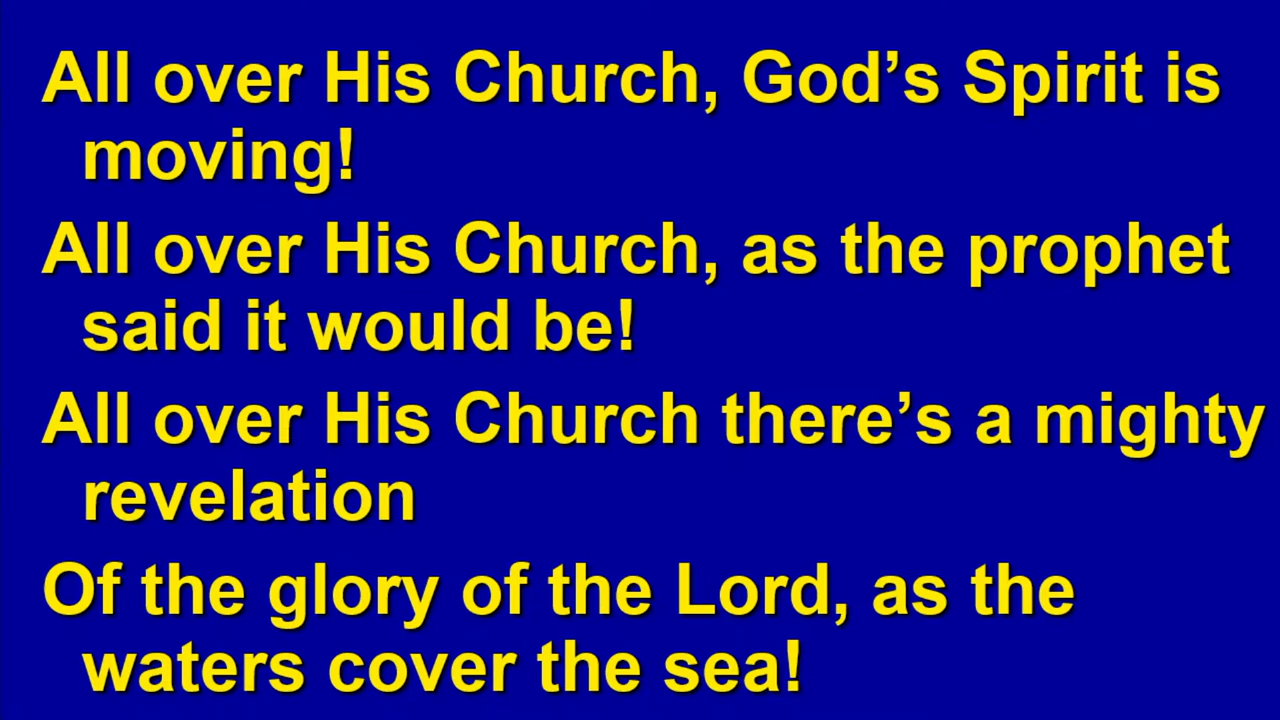 All over His Church, God’s Spirit is
moving!
All over His Church, as the prophet
said it would be!
All over His Church there’s a mighty
revelation
Of the glory of the Lord, as the
waters cover the sea!